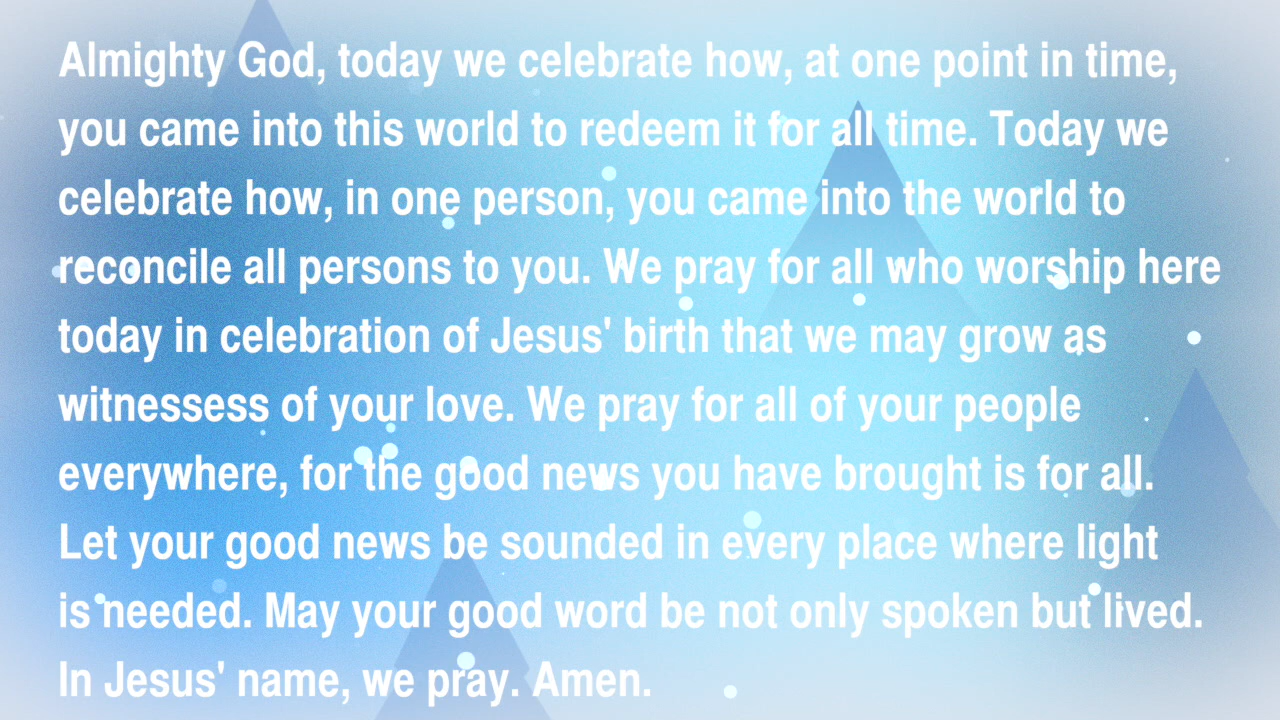 Almighty God, today we celebrate how, at one point in time,
you came into this world to redeem it for all time. Today we
celebrate how, in one person, you came into the world to
reconcile all persons to you. We pray for all who worship here
today in celebration of Jesus' birth that we may grow as
witnessess of your love. We pray for all of your people
everywhere, for the good news you have brought is for all.
Let your good news be sounded in every place where light
is needed. May your good word be not only spoken but lived.
In Jesus' name, we pray. Amen.